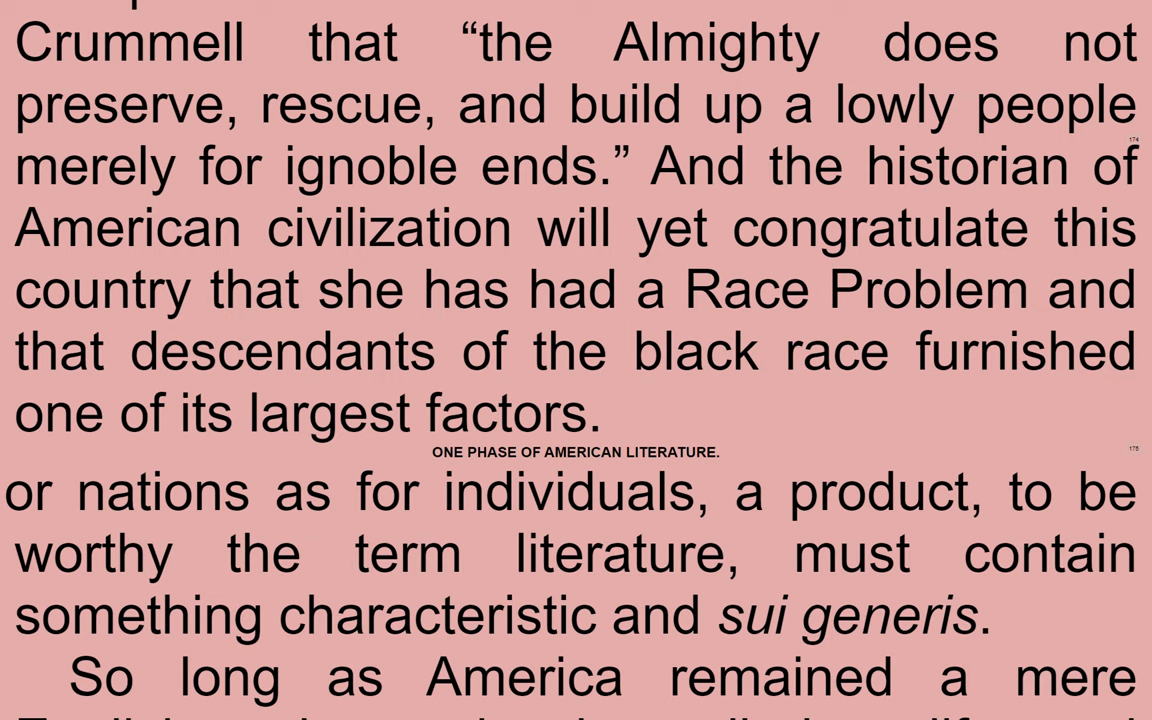 Crummell that “the Almighty does not
preserve, rescue, and build up a lowly people
174
merely for ignoble ends.” And the historian of
American civilization will yet congratulate this
country that she has had a Race Problem and
that descendants of the black race furnished
one of its largest factors.
ONE PHASE OF AMERICAN LITERATURE.
175
or nations as for individuals, a product, to be
worthy the term literature, must contain
something characteristic and sui generis.
So long as America remained a mere